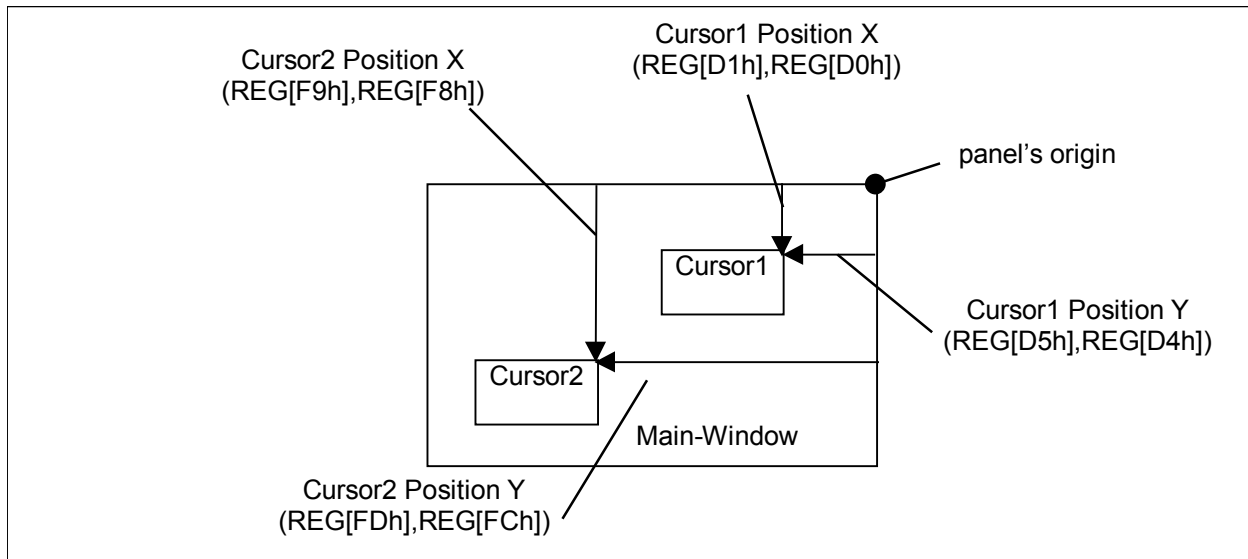 Cursor1 Position X
(REG[D1h],REG[D0h])
Cursor2 Position X
(REG[F9h],REG[F8h])
panel's origin
Cursor1
Cursor1 Position Y
(REG[D5h],REG[D4h])
Cursor2
Main-Window
Cursor2 Position Y
(REG[FDh],REG[FCh])